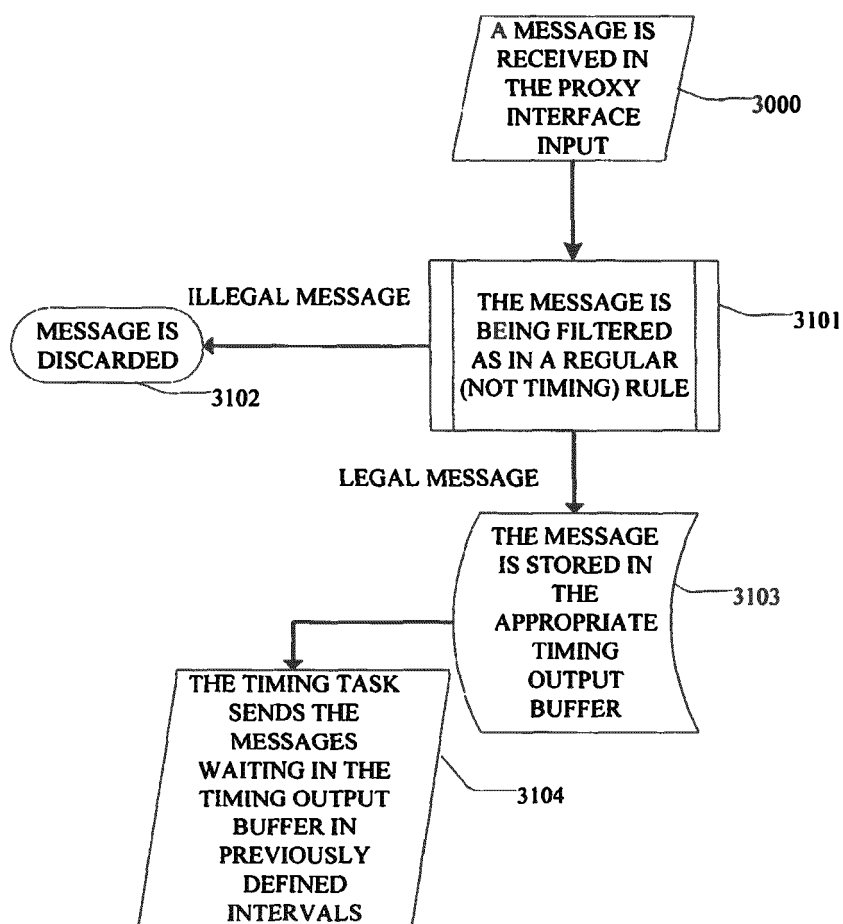 A MESSAGE IS
RECEIVED IN
THE PROXY
INTERFACE
INPUT
3000
ILLEGAL MESSAGE
MESSAGE IS
DISCARDED
3102
THE MESSAGE IS
BEING FILTERED
AS IN A REGULAR
(NOT TIMING) RULE
3101
LEGAL MESSAGE
THE MESSAGE
IS STORED IN
THE
APPROPRIATE
TIMING
OUTPUT
BUFFER
3103
THE TIMING TASK
SENDS THE
MESSAGES
WAITING IN THE
TIMING OUTPUT
BUFFER IN
PREVIOUSLY
DEFINED
INTERVALS
3104